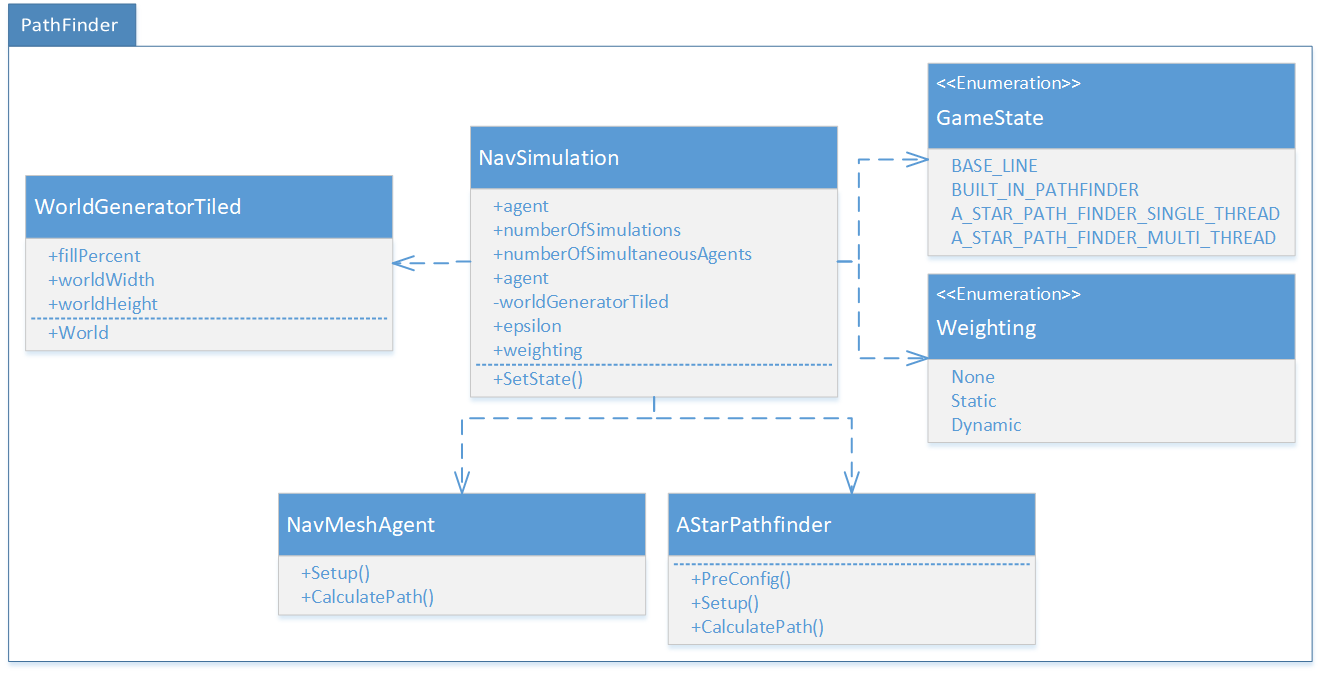 PathFinder
WorldGeneratorTiled
+fillPercent
+worldWidth
+worldHeight
+World
NavSimulation
+agent
+numberOfSimulations
+numberOfSimultaneousAgents
+agent
-worldGeneratorTiled
+epsilon
+weighting
+SetState()
<<Enumeration>>
GameState
BASE_LINE
BUILT_IN_PATHFINDER
A_STAR_PATH_FINDER_SINGLE_THREAD
A_STAR_PATH_FINDER_MULTI_THREAD
<<Enumeration>>
Weighting
None
Static
Dynamic
NavMeshAgent
+Setup()
+CalculatePath()
AStarPathfinder
+PreConfig()
+Setup()
+CalculatePath()